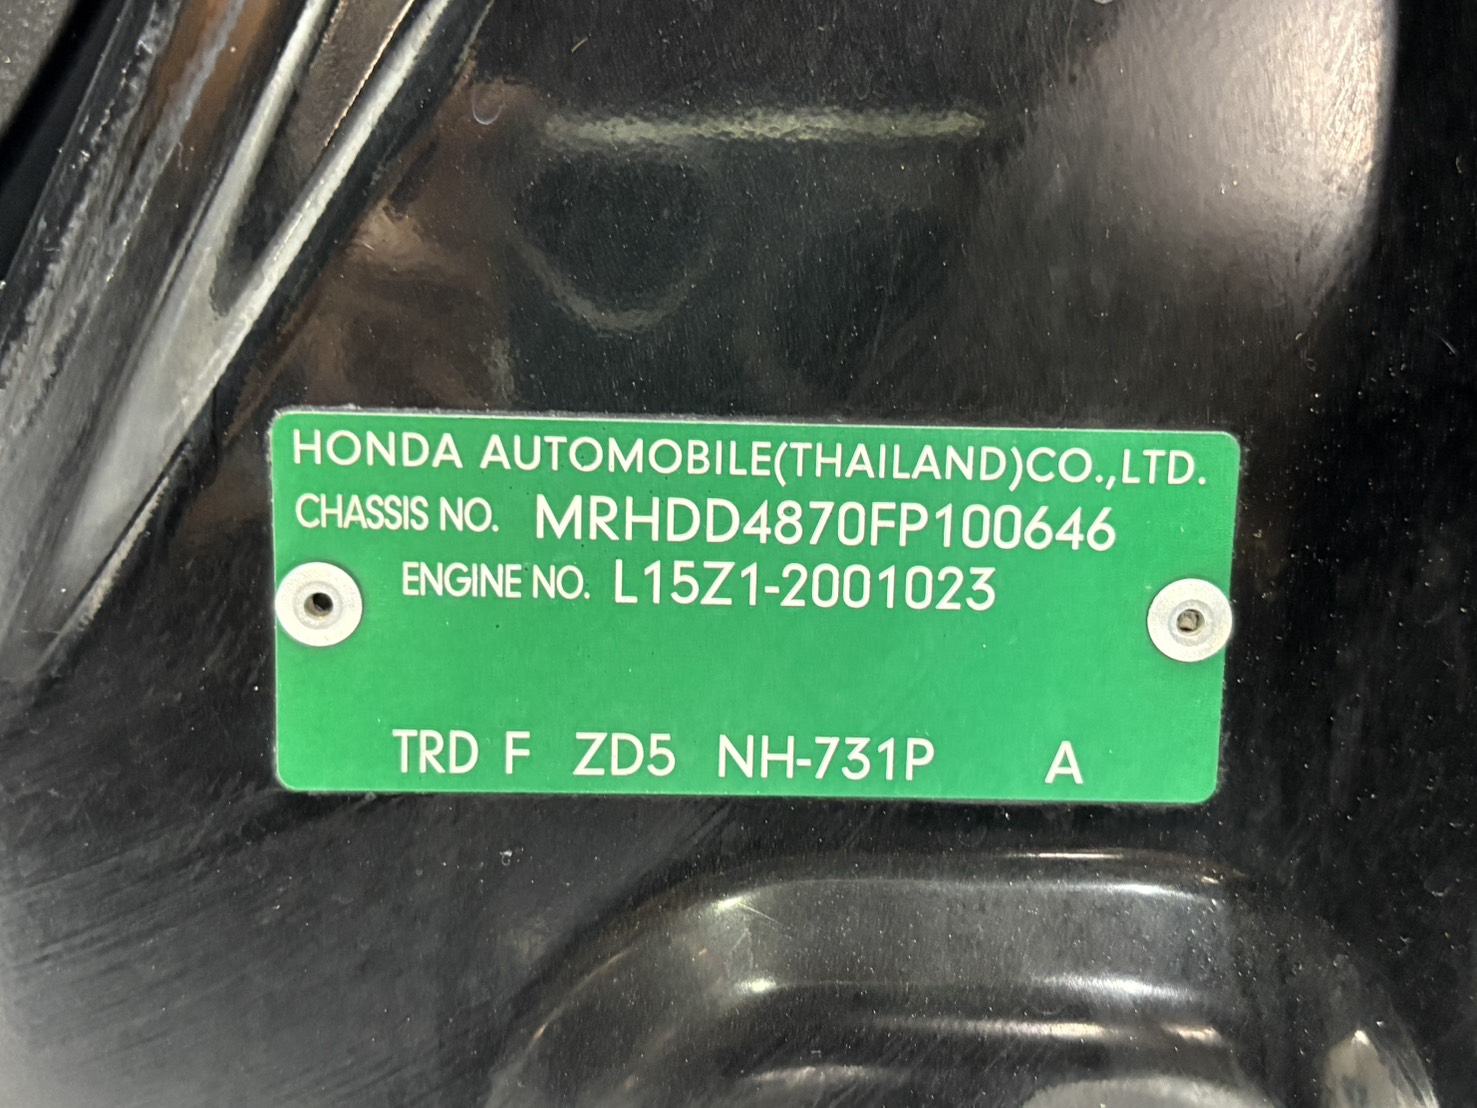 HONDA AUTOMOBILE(THAILAND)CO.,LTD.
CHASSIS NO. MRHDD4870FP100646
ENGINE NO. L15Z1-2001023
TRD F ZD5 NH-731P A